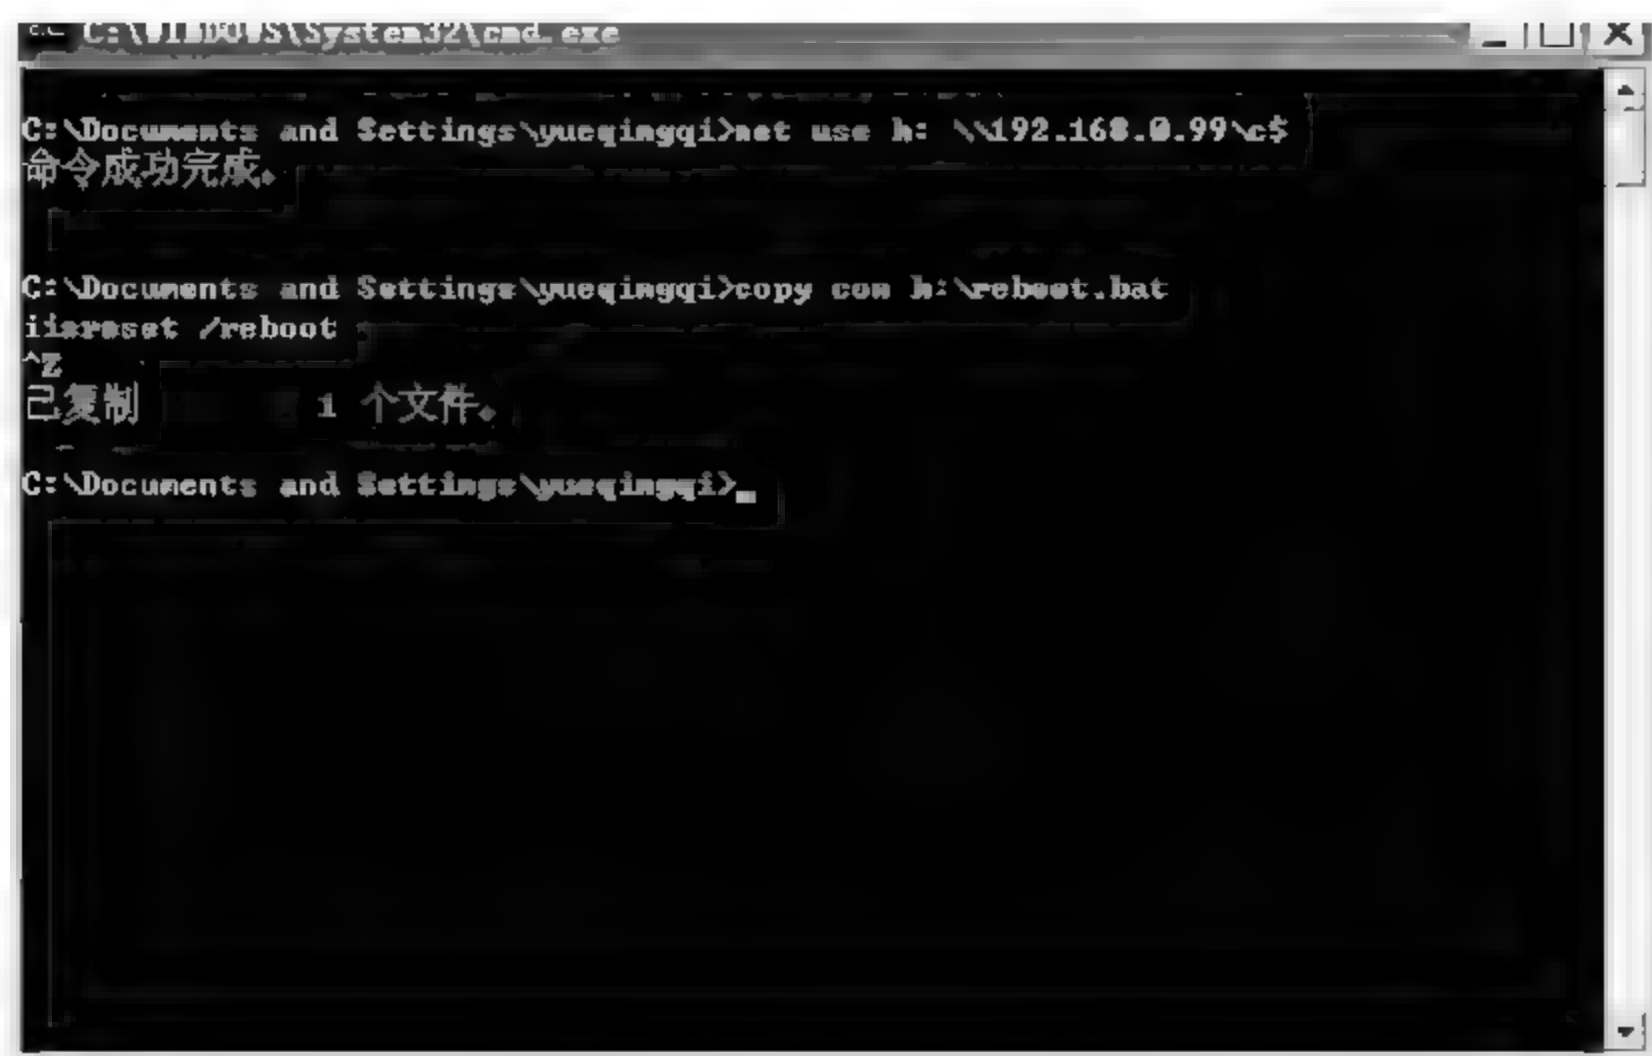 C:\WINDOWS\System32\cmd.exe
C:\Documents and Settings\yueqingqi>net use h: \\192.168.0.99\c$
命令成功完成。
C:\Documents and Settings\yueqingqi>copy con h:\reboot.bat
iisreset /reboot
^Z
已复制 1 个文件。
C:\Documents and Settings\yueqingqi>